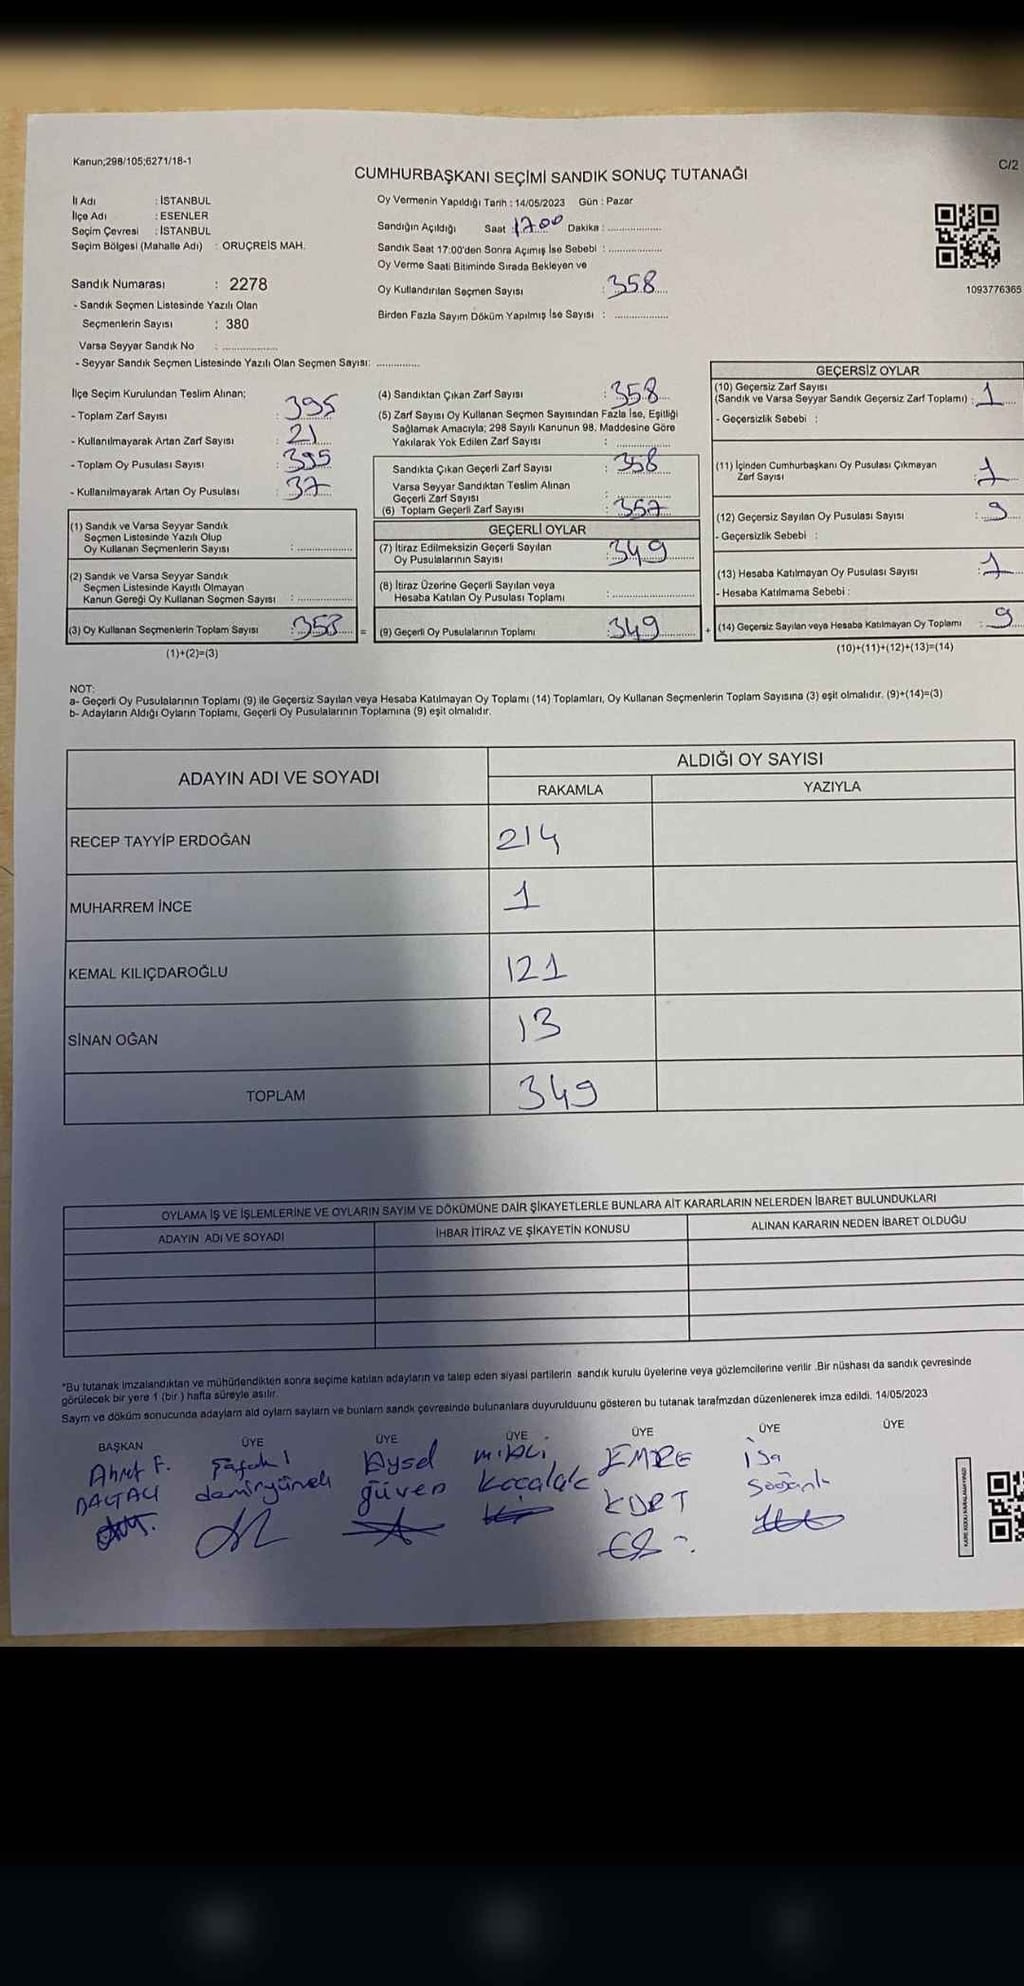 Kanun;298/105;6271/18-1
C/2
CUMHURBAŞKANI SEÇİMİ SANDIK SONUÇ TUTANAĞI
İl Adı : İSTANBUL
İlçe Adı : ESENLER
Seçim Çevresi : İSTANBUL
Seçim Bölgesi (Mahalle Adı) : ORUÇREİS MAH.
Sandık Numarası : 2278
- Sandık Seçmen Listesinde Yazılı Olan
Seçmenlerin Sayısı : 380
Varsa Seyyar Sandık No : ..............
- Seyyar Sandık Seçmen Listesinde Yazılı Olan Seçmen Sayısı: ..............
Oy Vermenin Yapıldığı Tarih : 14/05/2023 Gün : Pazar
Sandığın Açıldığı Saat : 17.00 Dakika : ..............
Sandık Saat 17:00'den Sonra Açımış İse Sebebi : ..............
Oy Verme Saati Bitiminde Sırada Bekleyen ve
Oy Kullandırılan Seçmen Sayısı : 358
Birden Fazla Sayım Döküm Yapılmış İse Sayısı : ..............
1093776365
İlçe Seçim Kurulundan Teslim Alınan;
- Toplam Zarf Sayısı : 395
- Kullanılmayarak Artan Zarf Sayısı : 21
- Toplam Oy Pusulası Sayısı : 395
- Kullanılmayarak Artan Oy Pusulası : 37
(1) Sandık ve Varsa Seyyar Sandık
Seçmen Listesinde Yazılı Olup
Oy Kullanan Seçmenlerin Sayısı : ..............
(2) Sandık ve Varsa Seyyar Sandık
Seçmen Listesinde Kayıtlı Olmayan
Kanun Gereği Oy Kullanan Seçmen Sayısı : ..............
(3) Oy Kullanan Seçmenlerin Toplam Sayısı : 358
(1)+(2)=(3)
(4) Sandıktan Çıkan Zarf Sayısı : 358
(5) Zarf Sayısı Oy Kullanan Seçmen Sayısından Fazla İse, Eşitliği
Sağlamak Amacıyla; 298 Sayılı Kanunun 98. Maddesine Göre
Yakılarak Yok Edilen Zarf Sayısı : ..............
Sandıkta Çıkan Geçerli Zarf Sayısı : 358
Varsa Seyyar Sandıktan Teslim Alınan
Geçerli Zarf Sayısı : ..............
(6) Toplam Geçerli Zarf Sayısı : 357
GEÇERLİ OYLAR
(7) İtiraz Edilmeksizin Geçerli Sayılan
Oy Pusulalarının Sayısı : 349
(8) İtiraz Üzerine Geçerli Sayılan veya
Hesaba Katılan Oy Pusulası Toplamı : ..............
= (9) Geçerli Oy Pusulalarının Toplamı : 349
GEÇERSİZ OYLAR
(10) Geçersiz Zarf Sayısı
(Sandık ve Varsa Seyyar Sandık Geçersiz Zarf Toplamı) : 1
- Geçersizlik Sebebi :
(11) İçinden Cumhurbaşkanı Oy Pusulası Çıkmayan
Zarf Sayısı : 1
(12) Geçersiz Sayılan Oy Pusulası Sayısı : 9
- Geçersizlik Sebebi :
(13) Hesaba Katılmayan Oy Pusulası Sayısı : 1
- Hesaba Katılmama Sebebi :
+ (14) Geçersiz Sayılan veya Hesaba Katılmayan Oy Toplamı : 9
(10)+(11)+(12)+(13)=(14)
NOT:
a- Geçerli Oy Pusulalarının Toplamı (9) ile Geçersiz Sayılan veya Hesaba Katılmayan Oy Toplamı (14) Toplamları, Oy Kullanan Seçmenlerin Toplam Sayısına (3) eşit olmalıdır. (9)+(14)=(3)
b- Adayların Aldığı Oyların Toplamı, Geçerli Oy Pusulalarının Toplamına (9) eşit olmalıdır.
ADAYIN ADI VE SOYADI
ALDIĞI OY SAYISI
RAKAMLA
YAZIYLA
RECEP TAYYİP ERDOĞAN 214
MUHARREM İNCE 1
KEMAL KILIÇDAROĞLU 121
SİNAN OĞAN 13
TOPLAM 349
OYLAMA İŞ VE İŞLEMLERİNE VE OYLARIN SAYIM VE DÖKÜMÜNE DAİR ŞİKAYETLERLE BUNLARA AİT KARARLARIN NELERDEN İBARET BULUNDUKLARI
ADAYIN ADI VE SOYADI
İHBAR İTİRAZ VE ŞİKAYETİN KONUSU
ALINAN KARARIN NEDEN İBARET OLDUĞU
*Bu tutanak imzalandıktan ve mühürlendikten sonra seçime katılan adayların ve talep eden siyasi partilerin sandık kurulu üyelerine veya gözlemcilerine verilir .Bir nüshası da sandık çevresinde
görülecek bir yere 1 (bir ) hafta süreyle asılır.
Sayım ve döküm sonucunda adaylam ald oylam saylam ve bunlam sandk çevresinde bulunanlara duyurulduunu gösteren bu tutanak tarafmzdan düzenlenerek imza edildi. 14/05/2023
BAŞKAN ÜYE ÜYE ÜYE ÜYE ÜYE ÜYE
Ahmet F. Aysel EMRE isa
güven Kocabık KURT
KARE KODU KARALAMAYINIZ